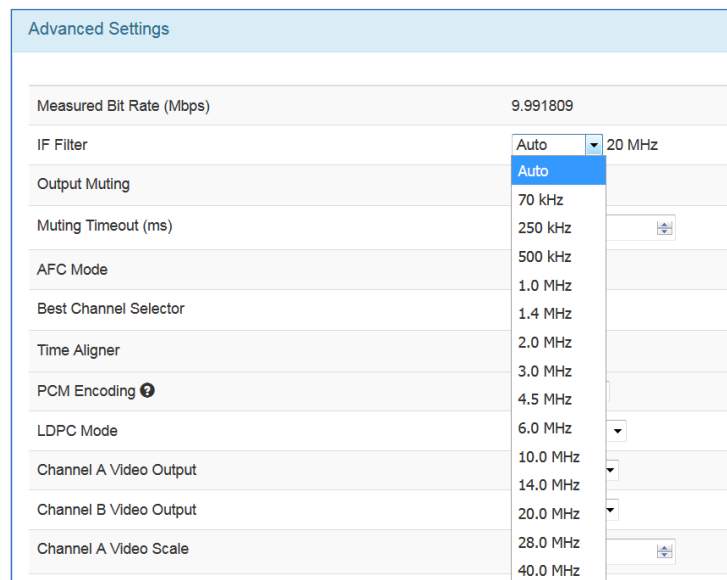 Advanced Settings
Measured Bit Rate (Mbps) 9.991809
IF Filter Auto 20 MHz
Auto
Output Muting
70 kHz
Muting Timeout (ms) 250 kHz
500 kHz
AFC Mode
1.0 MHz
Best Channel Selector 1.4 MHz
2.0 MHz
Time Aligner
3.0 MHz
PCM Encoding ?
4.5 MHz
LDPC Mode 6.0 MHz
10.0 MHz
Channel A Video Output
14.0 MHz
Channel B Video Output 20.0 MHz
Channel A Video Scale 28.0 MHz
40.0 MHz